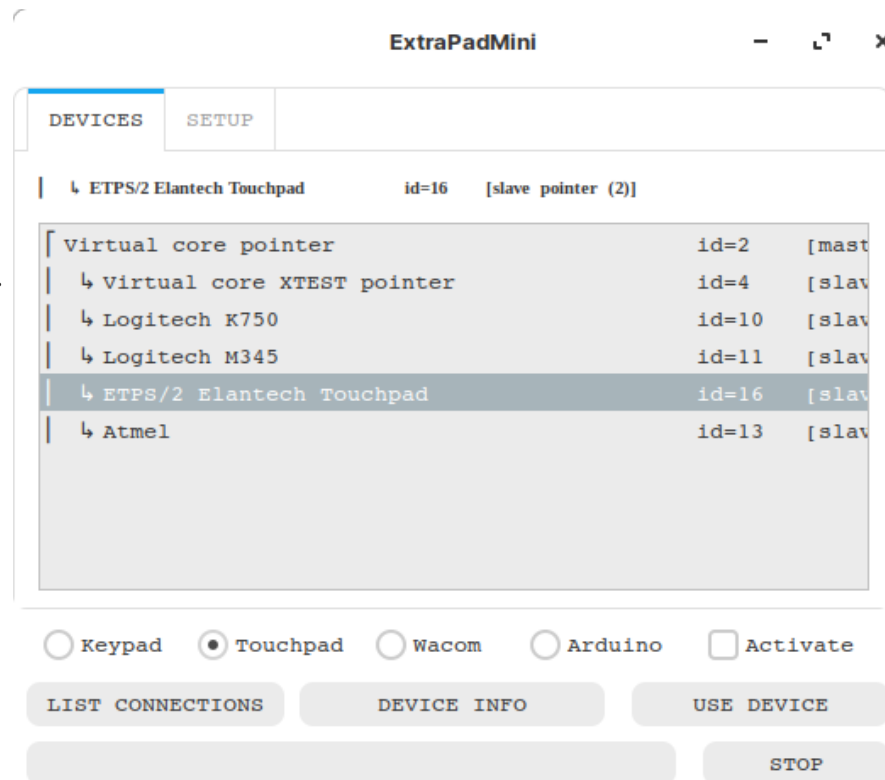 ExtraPadMini
DEVICES SETUP
↳ ETPS/2 Elantech Touchpad id=16 [slave pointer (2)]
⎡ Virtual core pointer id=2 [mast
⎜ ↳ Virtual core XTEST pointer id=4 [slav
⎜ ↳ Logitech K750 id=10 [slav
⎜ ↳ Logitech M345 id=11 [slav
⎜ ↳ ETPS/2 Elantech Touchpad id=16 [slav
⎜ ↳ Atmel id=13 [slav
Keypad Touchpad Wacom Arduino Activate
LIST CONNECTIONS DEVICE INFO USE DEVICE
STOP